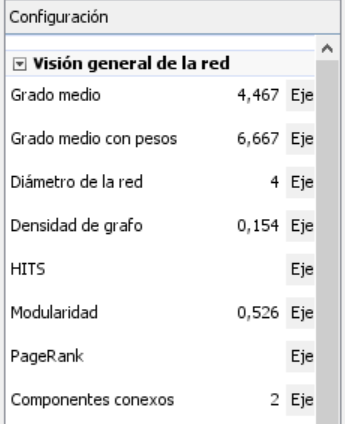 Configuración
Visión general de la red
Grado medio 4,467 Eje
Grado medio con pesos 6,667 Eje
Diámetro de la red 4 Eje
Densidad de grafo 0,154 Eje
HITS Eje
Modularidad 0,526 Eje
PageRank Eje
Componentes conexos 2 Eje